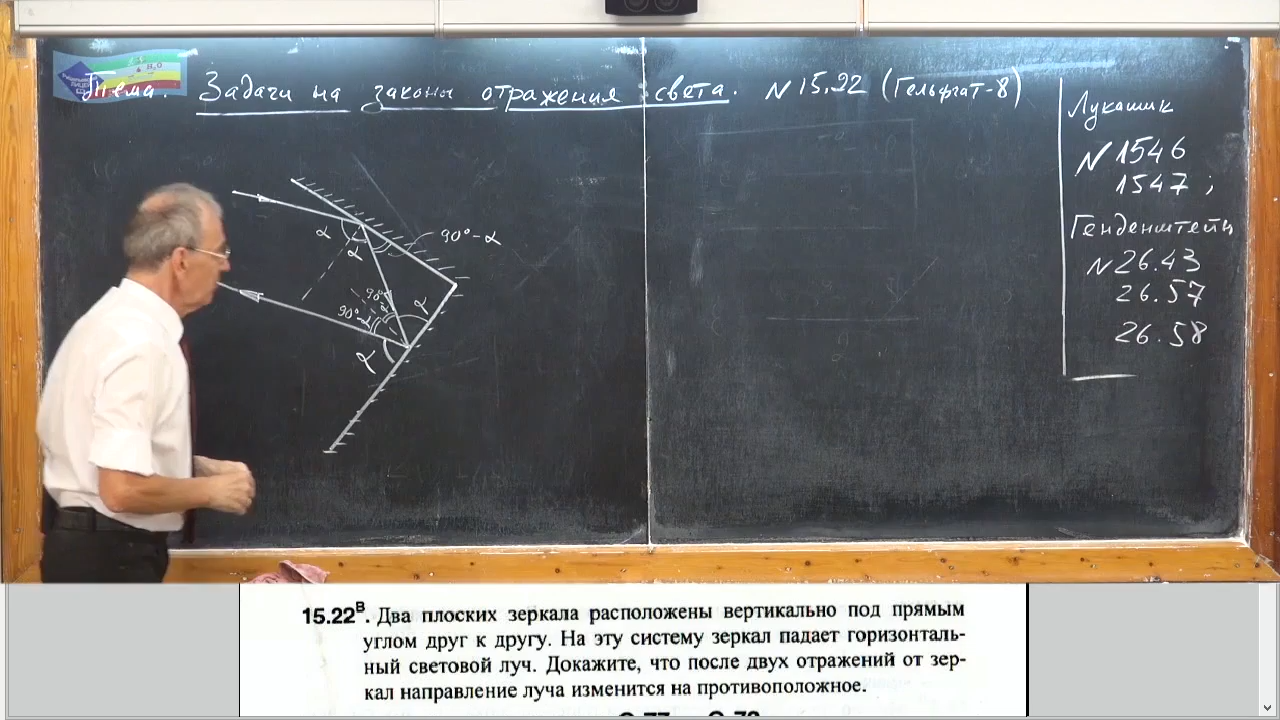 Тема. Задачи на законы отражения света. N 15.22 (Гельфгат-8)
Лукашик
N 1546
1547 ;
Генденштейн
N 26.43
26.57
26.58
α
α
90°-α
90°-α
90°-α
α
α
15.22ᴮ. Два плоских зеркала расположены вертикально под прямым
углом друг к другу. На эту систему зеркал падает горизонталь-
ный световой луч. Докажите, что после двух отражений от зер-
кал направление луча изменится на противоположное.